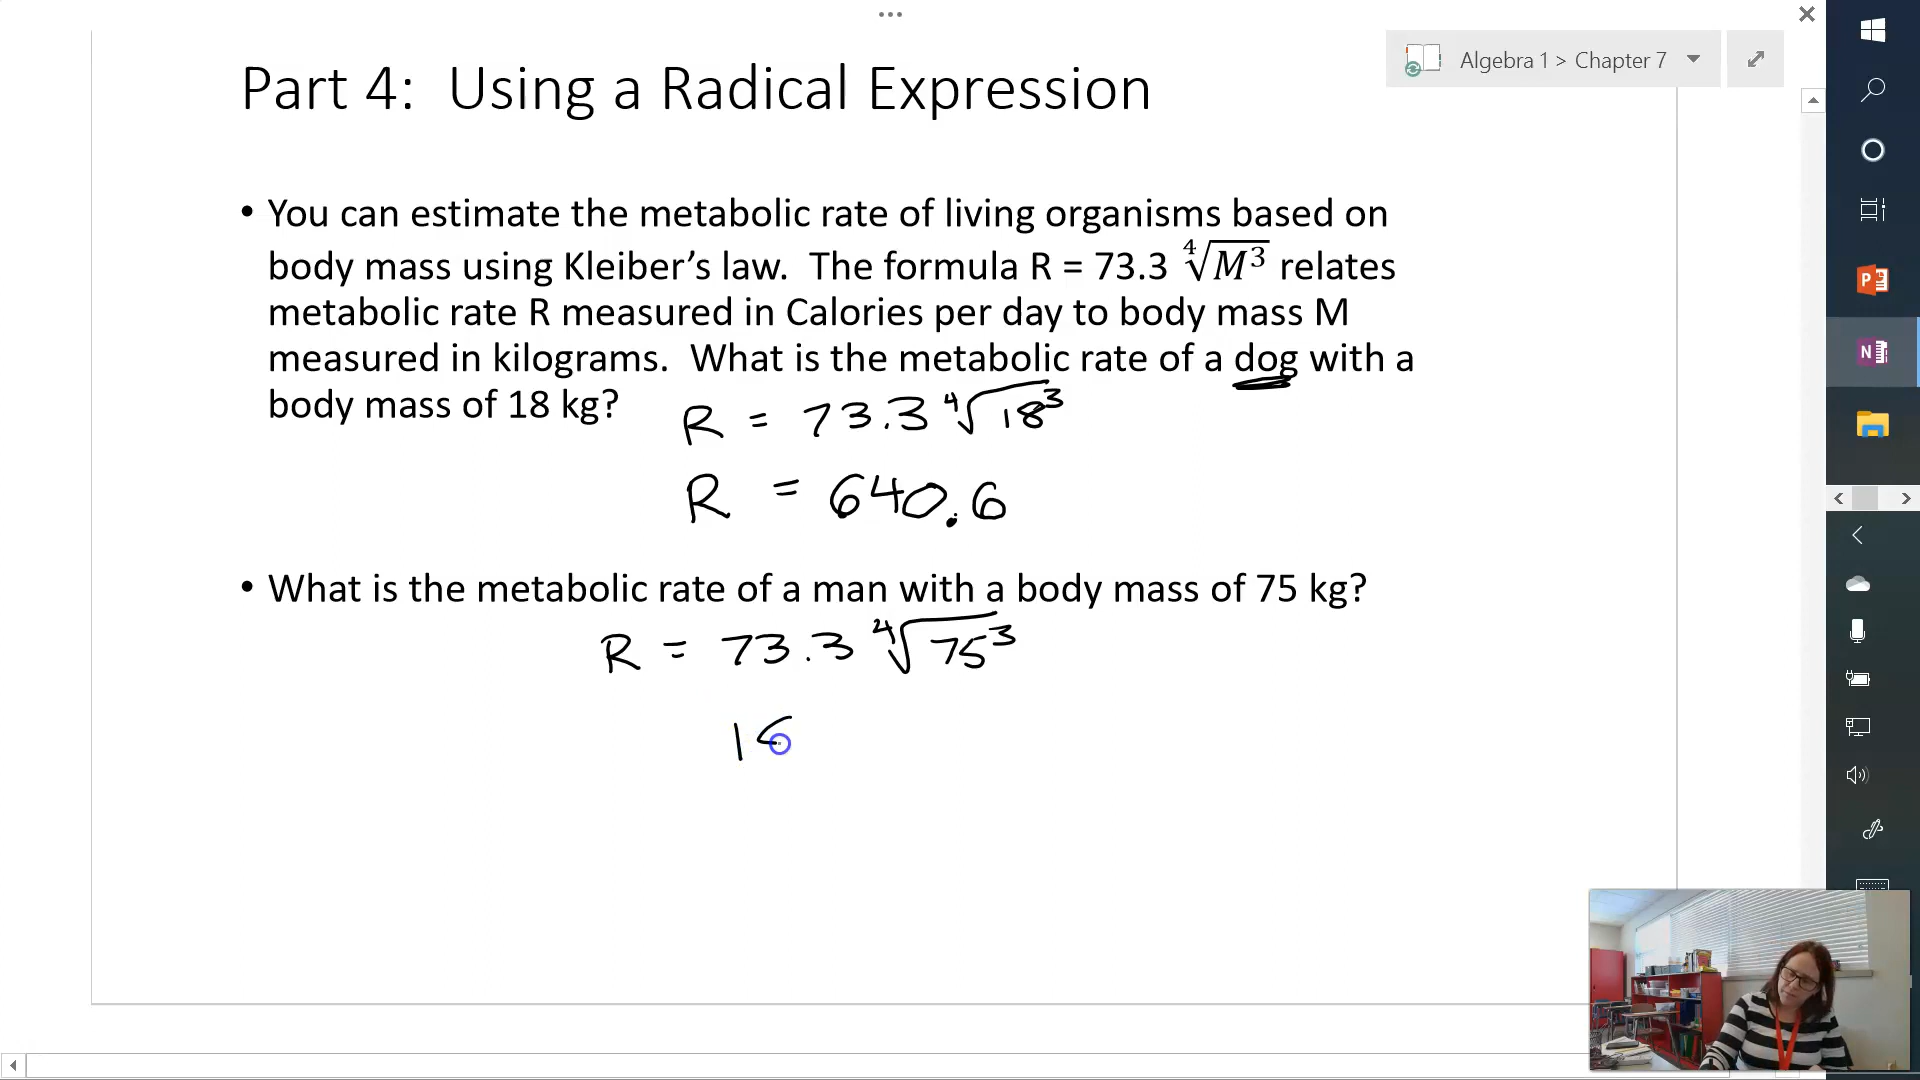 Algebra 1 > Chapter 7
Part 4: Using a Radical Expression
• You can estimate the metabolic rate of living organisms based on
body mass using Kleiber’s law. The formula R = 73.3 ∜M³ relates
metabolic rate R measured in Calories per day to body mass M
measured in kilograms. What is the metabolic rate of a dog with a
body mass of 18 kg?
R = 73.3 ∜18³
R = 640.6
• What is the metabolic rate of a man with a body mass of 75 kg?
R = 73.3 ∜75³